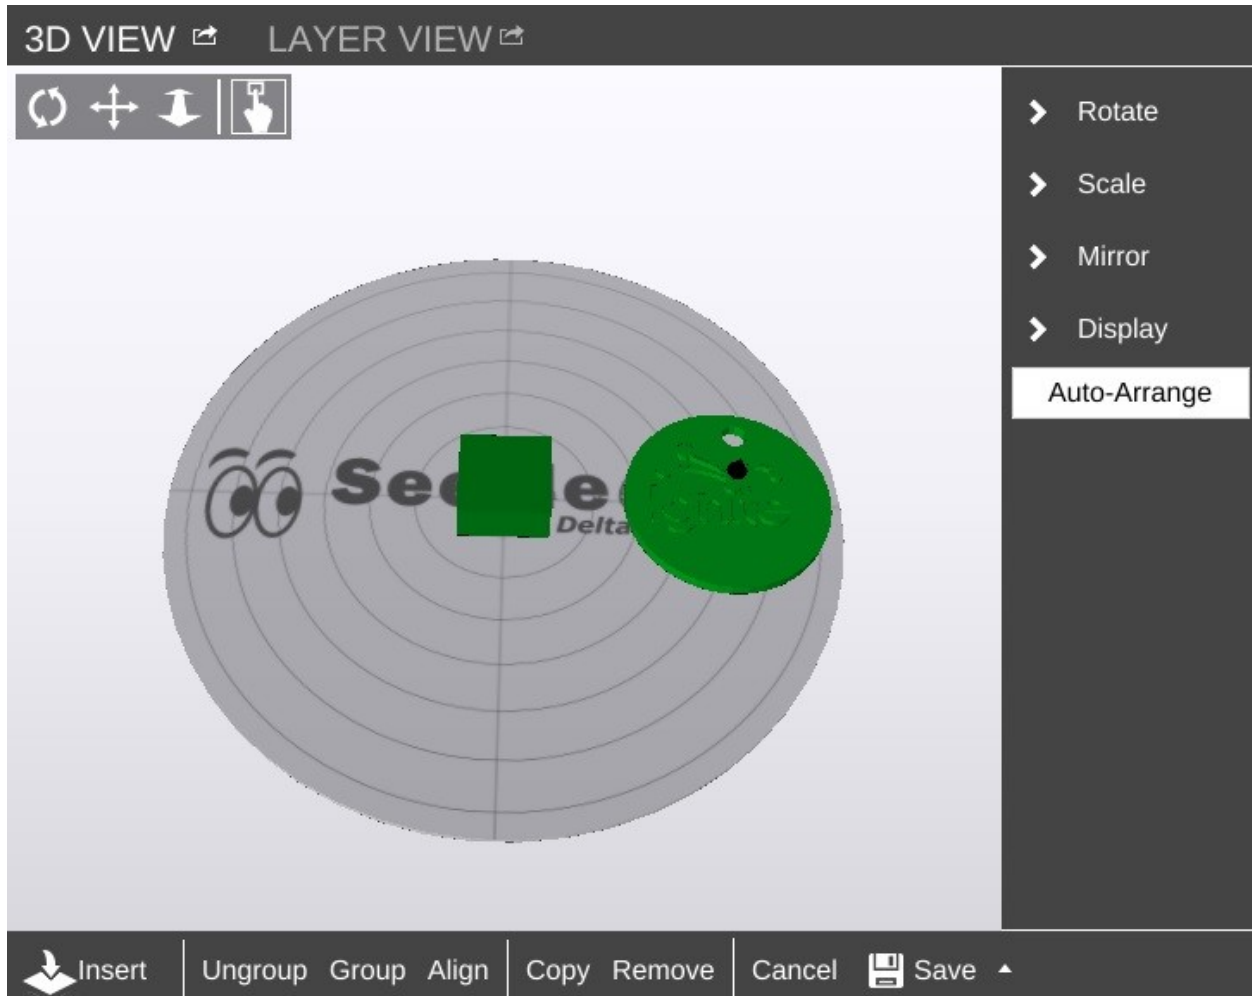 3D VIEW LAYER VIEW
Rotate
Scale
Mirror
Display
Auto-Arrange
Delta
Insert Ungroup Group Align Copy Remove Cancel Save